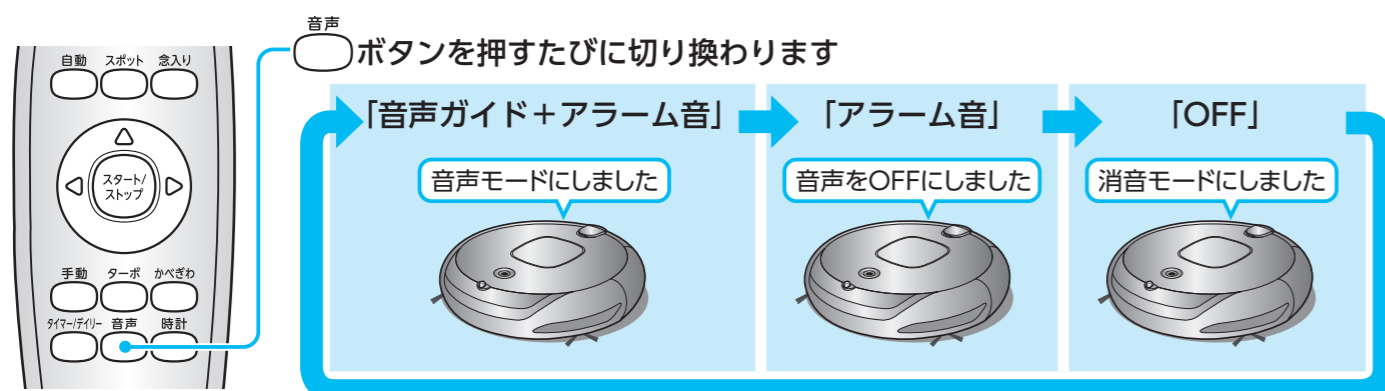 音声
ボタンを押すたびに切り換わります
自動 スポット 念入り
スタート/
ストップ
手動 ターボ かべぎわ
タイマー/デイリー 音声 時計
「音声ガイド+アラーム音」 「アラーム音」 「OFF」
音声モードにしました 音声をOFFにしました 消音モードにしました